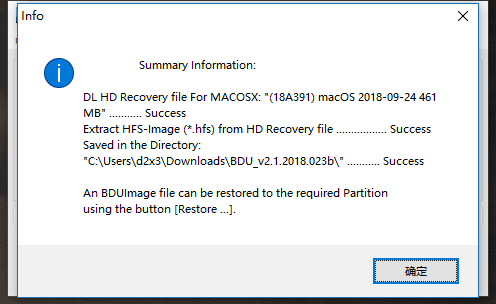 Info
Summary Information:
DL HD Recovery file For MACOSX: "(18A391) macOS 2018-09-24 461
MB" ........... Success
Extract HFS-Image (*.hfs) from HD Recovery file ................. Success
Saved in the Directory:
"C:\Users\d2x3\Downloads\BDU_v2.1.2018.023b\" ........... Success
An BDUImage file can be restored to the required Partition
using the button [Restore ...].
确定